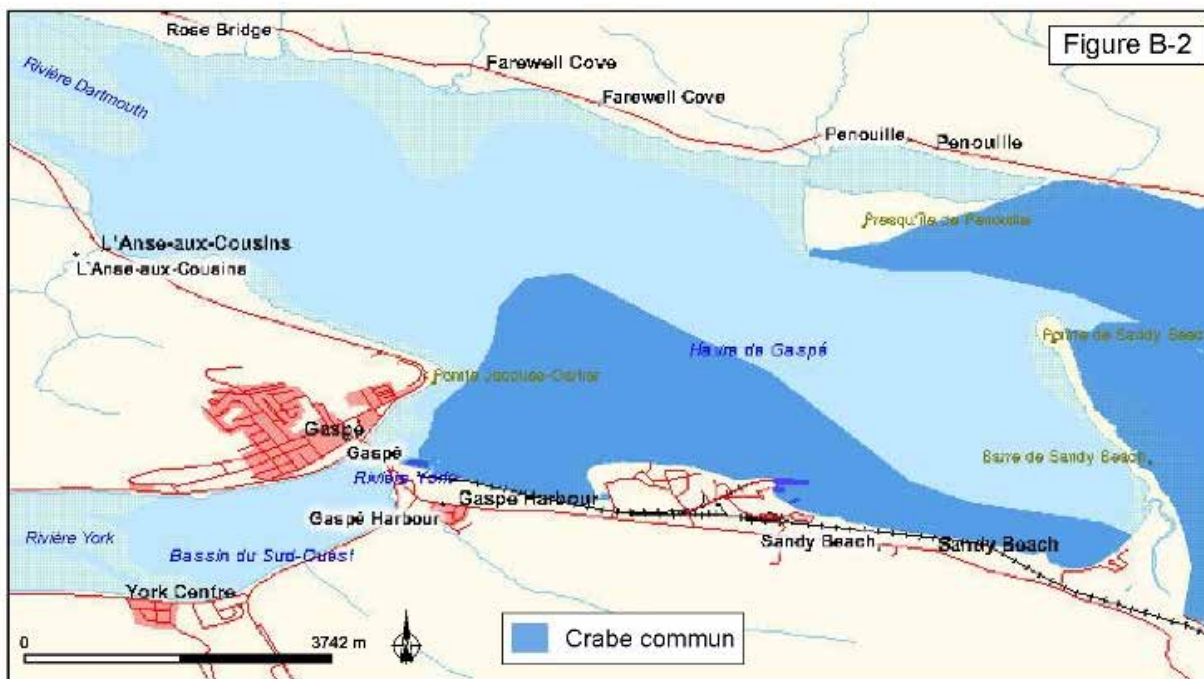 Rose Bridge
Figure B-2
Farewell Cove
Rivière Dartmouth
Farewell Cove
Penouille
Penouille
Presqu'île de Penouille
L'Anse-aux-Cousins
L'Anse-aux-Cousins
Pointe de Sandy Beac
Havre de Gaspé
Pointe Jacques-Cartier
Gaspé
Gaspé
Barre de Sandy Beach
Rivière York
Gaspé Harbour
Gaspé Harbour
Rivière York
Sandy Beach
Sandy Beach
Bassin du Sud-Ouest
York Centre
0
3742 m
Crabe commun